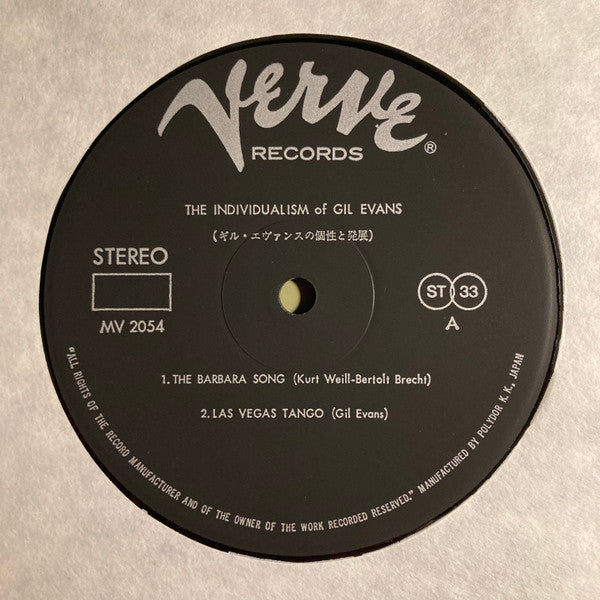 Verve
RECORDS ®
THE INDIVIDUALISM of GIL EVANS
(ギル・エヴァンスの個性と発展)
STEREO
MV 2054
ST 33
A
1. THE BARBARA SONG (Kurt Weill-Bertolt Brecht)
2. LAS VEGAS TANGO (Gil Evans)
"ALL RIGHTS OF THE RECORD MANUFACTURER AND OF THE OWNER OF THE WORK RECORDED RESERVED." MANUFACTURED BY POLYDOR K. K., JAPAN